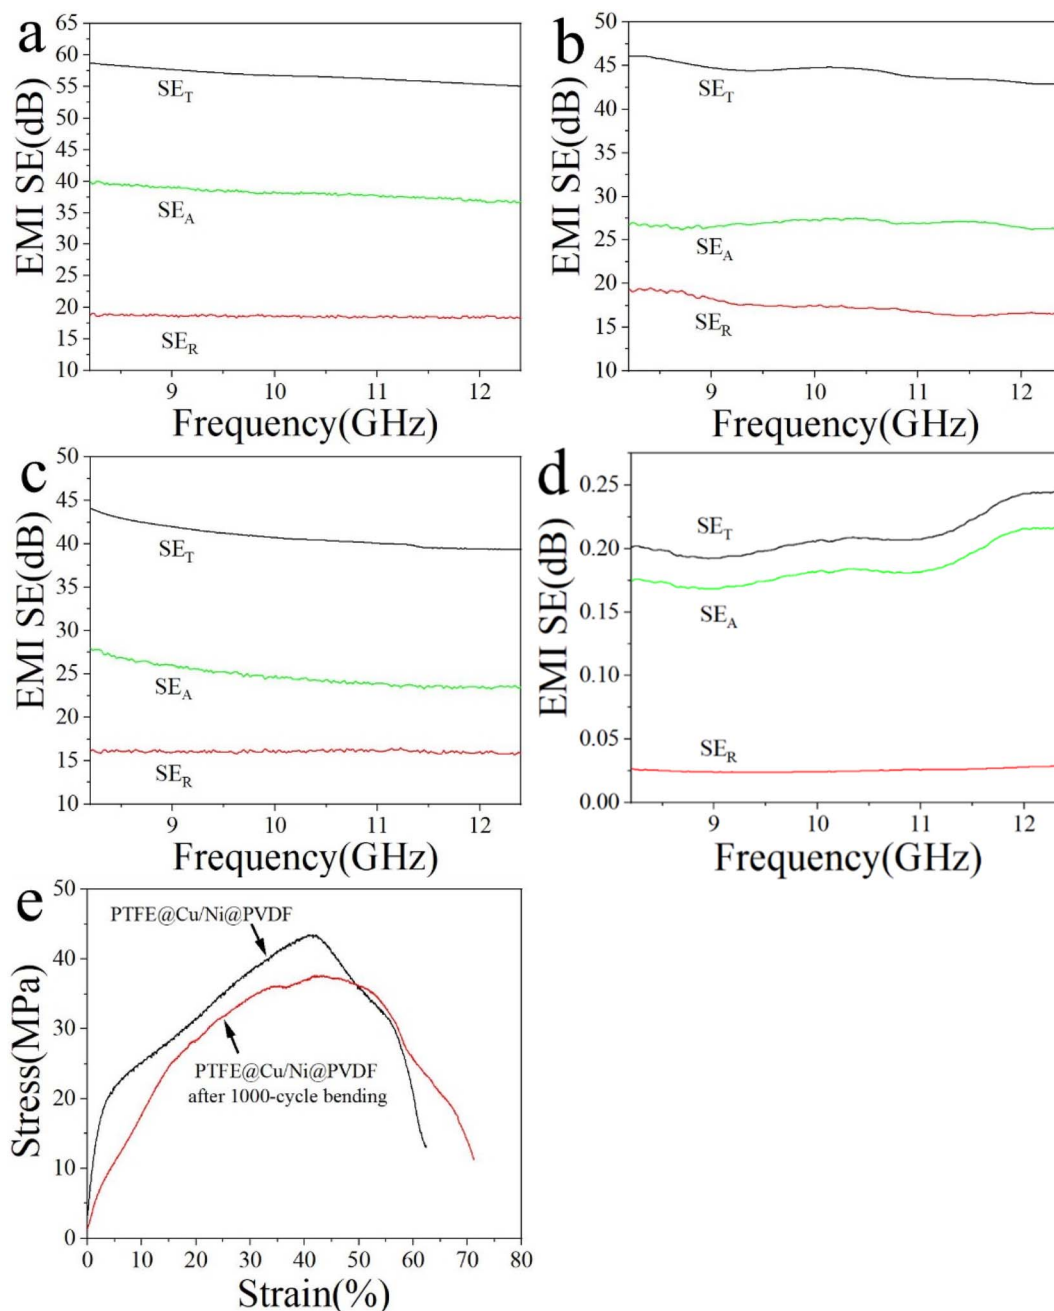 a
EMI SE(dB)
65
60
55
50
45
40
35
30
25
20
15
10
SE_T
SE_A
SE_R
9
10
11
12
Frequency(GHz)
b
EMI SE(dB)
50
45
40
35
30
25
20
15
10
SE_T
SE_A
SE_R
9
10
11
12
Frequency(GHz)
c
EMI SE(dB)
50
45
40
35
30
25
20
15
10
SE_T
SE_A
SE_R
9
10
11
12
Frequency(GHz)
d
EMI SE(dB)
0.25
0.20
0.15
0.10
0.05
0.00
SE_T
SE_A
SE_R
9
10
11
12
Frequency(GHz)
e
Stress(MPa)
50
40
30
20
10
0
PTFE@Cu/Ni@PVDF
PTFE@Cu/Ni@PVDF
after 1000-cycle bending
0
10
20
30
40
50
60
70
80
Strain(%)